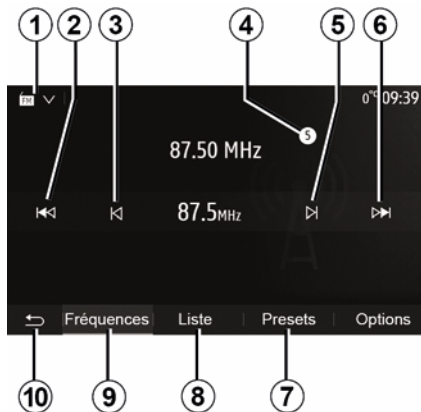 1 2 3 4 5 6
FM 0°C 09:39
5
87.50 MHz
87.5MHz
Fréquences Liste Presets Options
10 9 8 7